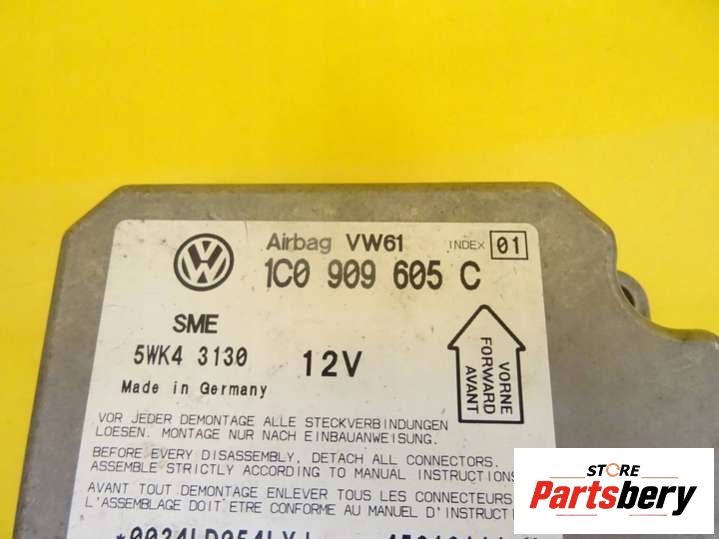 Airbag VW61 INDEX 01
1C0 909 605 C
SME
5WK4 3130 12V
Made in Germany
VORNE
FORWARD
AVANT
VOR JEDER DEMONTAGE ALLE STECKVERBINDUNGEN
LOESEN. MONTAGE NUR NACH EINBAUANWEISUNG.
BEFORE EVERY DISASSEMBLY, DETACH ALL CONNECTORS.
ASSEMBLE STRICTLY ACCORDING TO MANUAL INSTRUCTIONS
AVANT TOUT DEMONTAGE ENLEVER TOUS LES CONNECTEURS
L'ASSEMBLAGE DOIT ETRE CONFORME AU MANUEL D'INSTRUCT
STORE
Partsbery